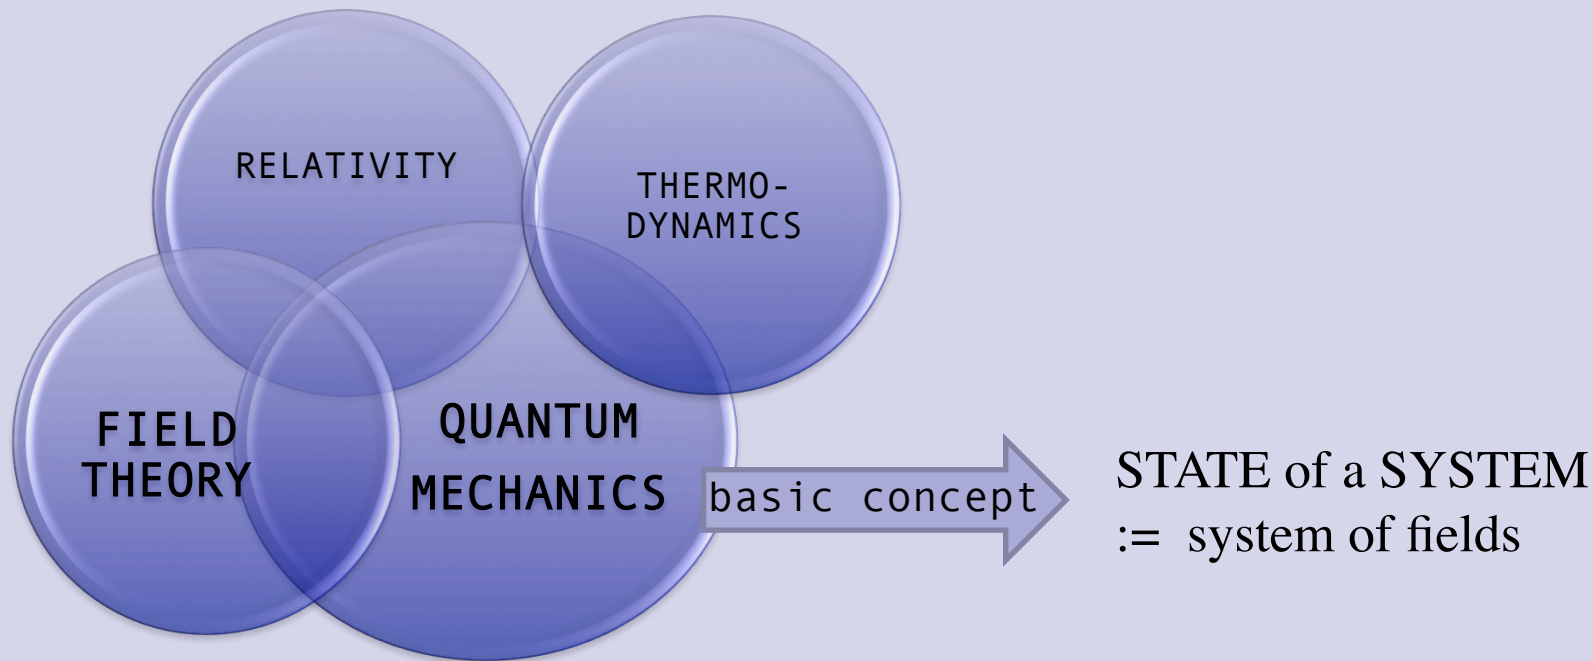 RELATIVITY
THERMO-
DYNAMICS
FIELD
THEORY
QUANTUM
MECHANICS
basic concept
STATE of a SYSTEM
:= system of fields